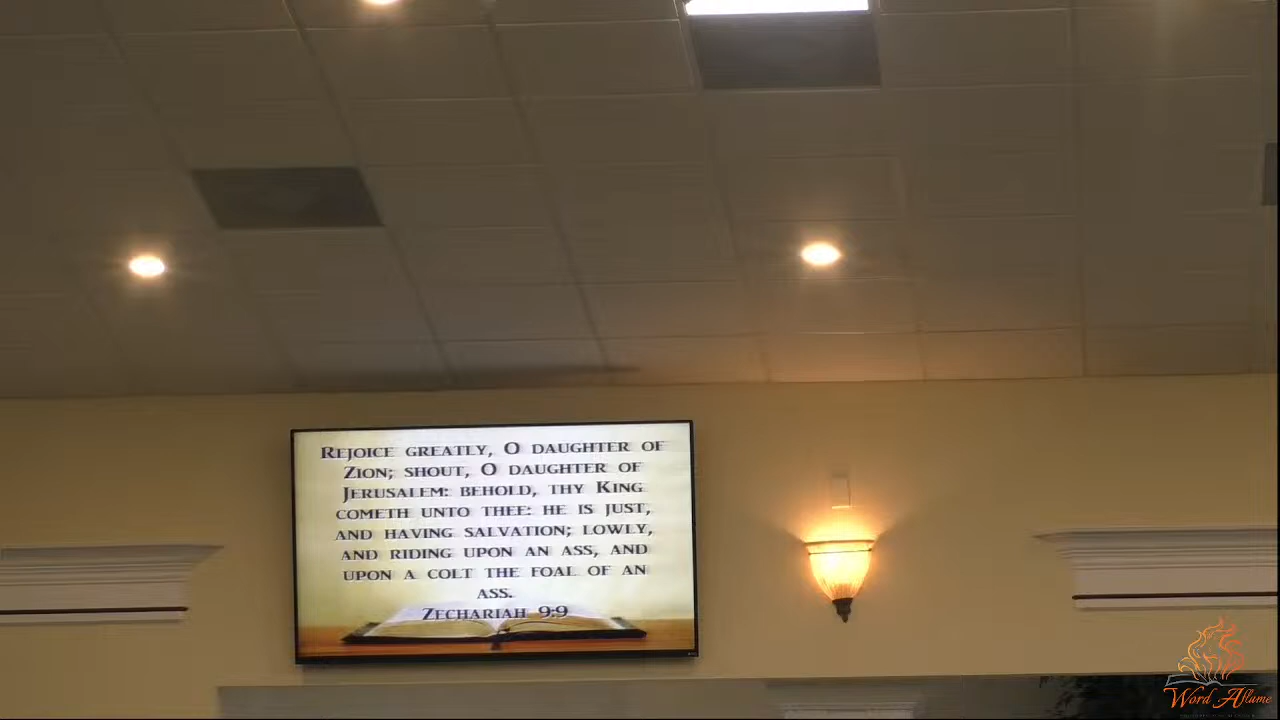 Rejoice greatly, O daughter of
Zion; shout, O daughter of
Jerusalem: behold, thy King
cometh unto thee: he is just,
and having salvation; lowly,
and riding upon an ass, and
upon a colt the foal of an
ass.
Zechariah 9:9
Word Aflame